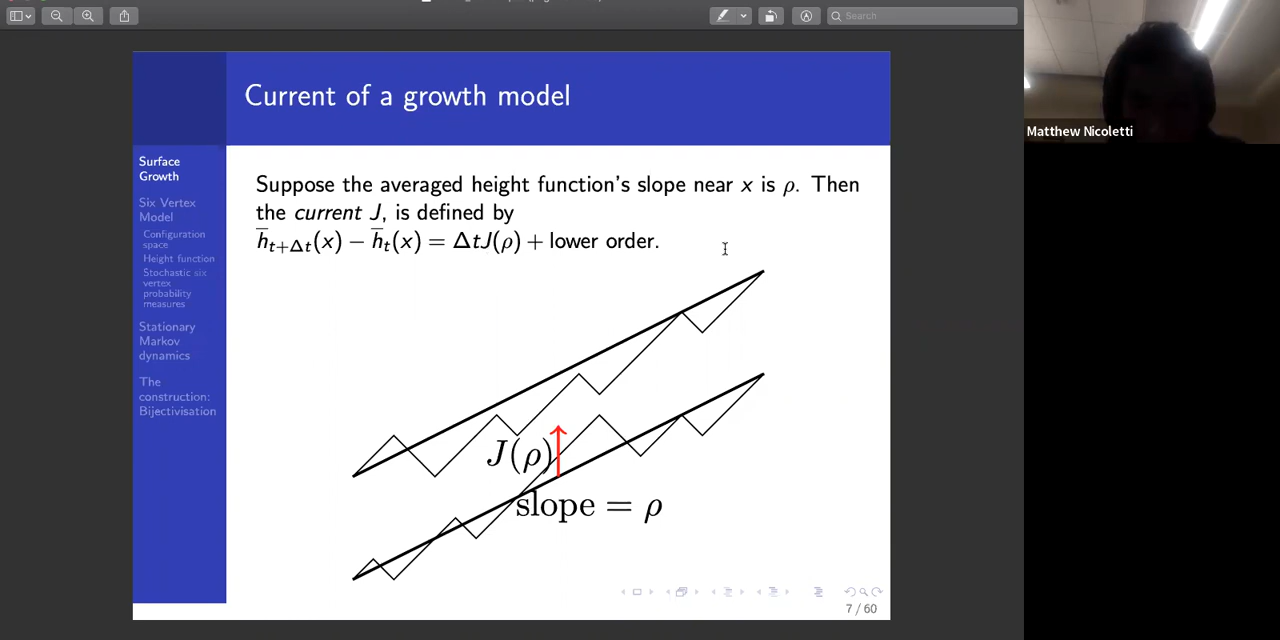 Search
Matthew Nicoletti
Current of a growth model
Surface
Growth
Six Vertex
Model
Configuration
space
Height function
Stochastic six
vertex
probability
measures
Stationary
Markov
dynamics
The
construction:
Bijectivisation
Suppose the averaged height function's slope near x is ρ. Then
the current J, is defined by
h̅ₜ₊Δₜ(x) − h̅ₜ(x) = ΔtJ(ρ) + lower order.
J(ρ)
slope = ρ
7 / 60